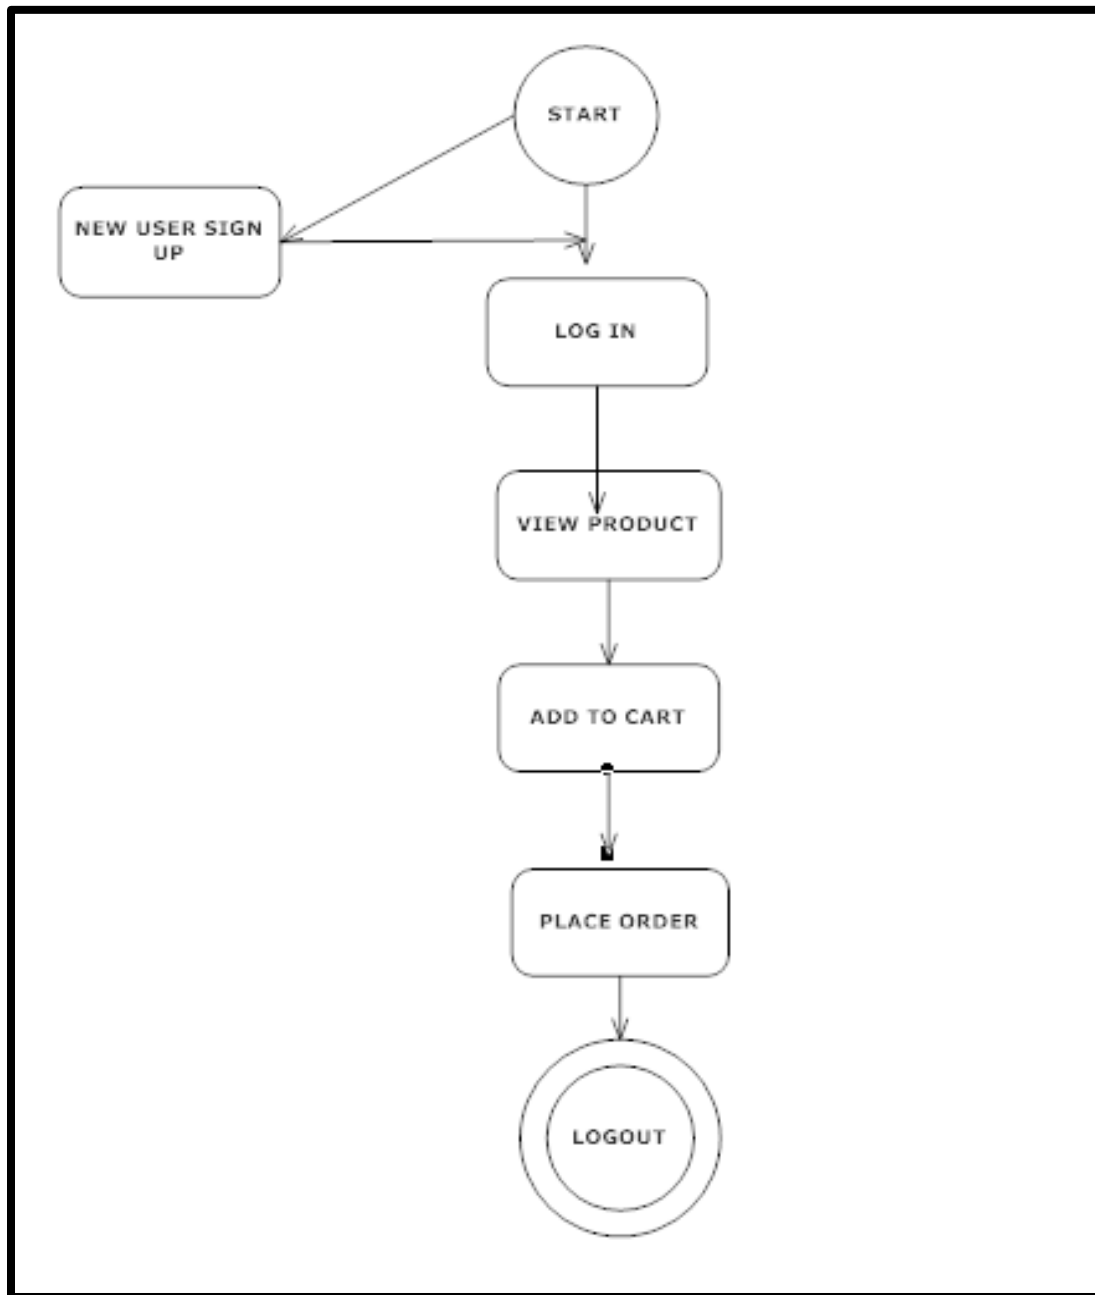 START
NEW USER SIGN
UP
LOG IN
VIEW PRODUCT
ADD TO CART
PLACE ORDER
LOGOUT